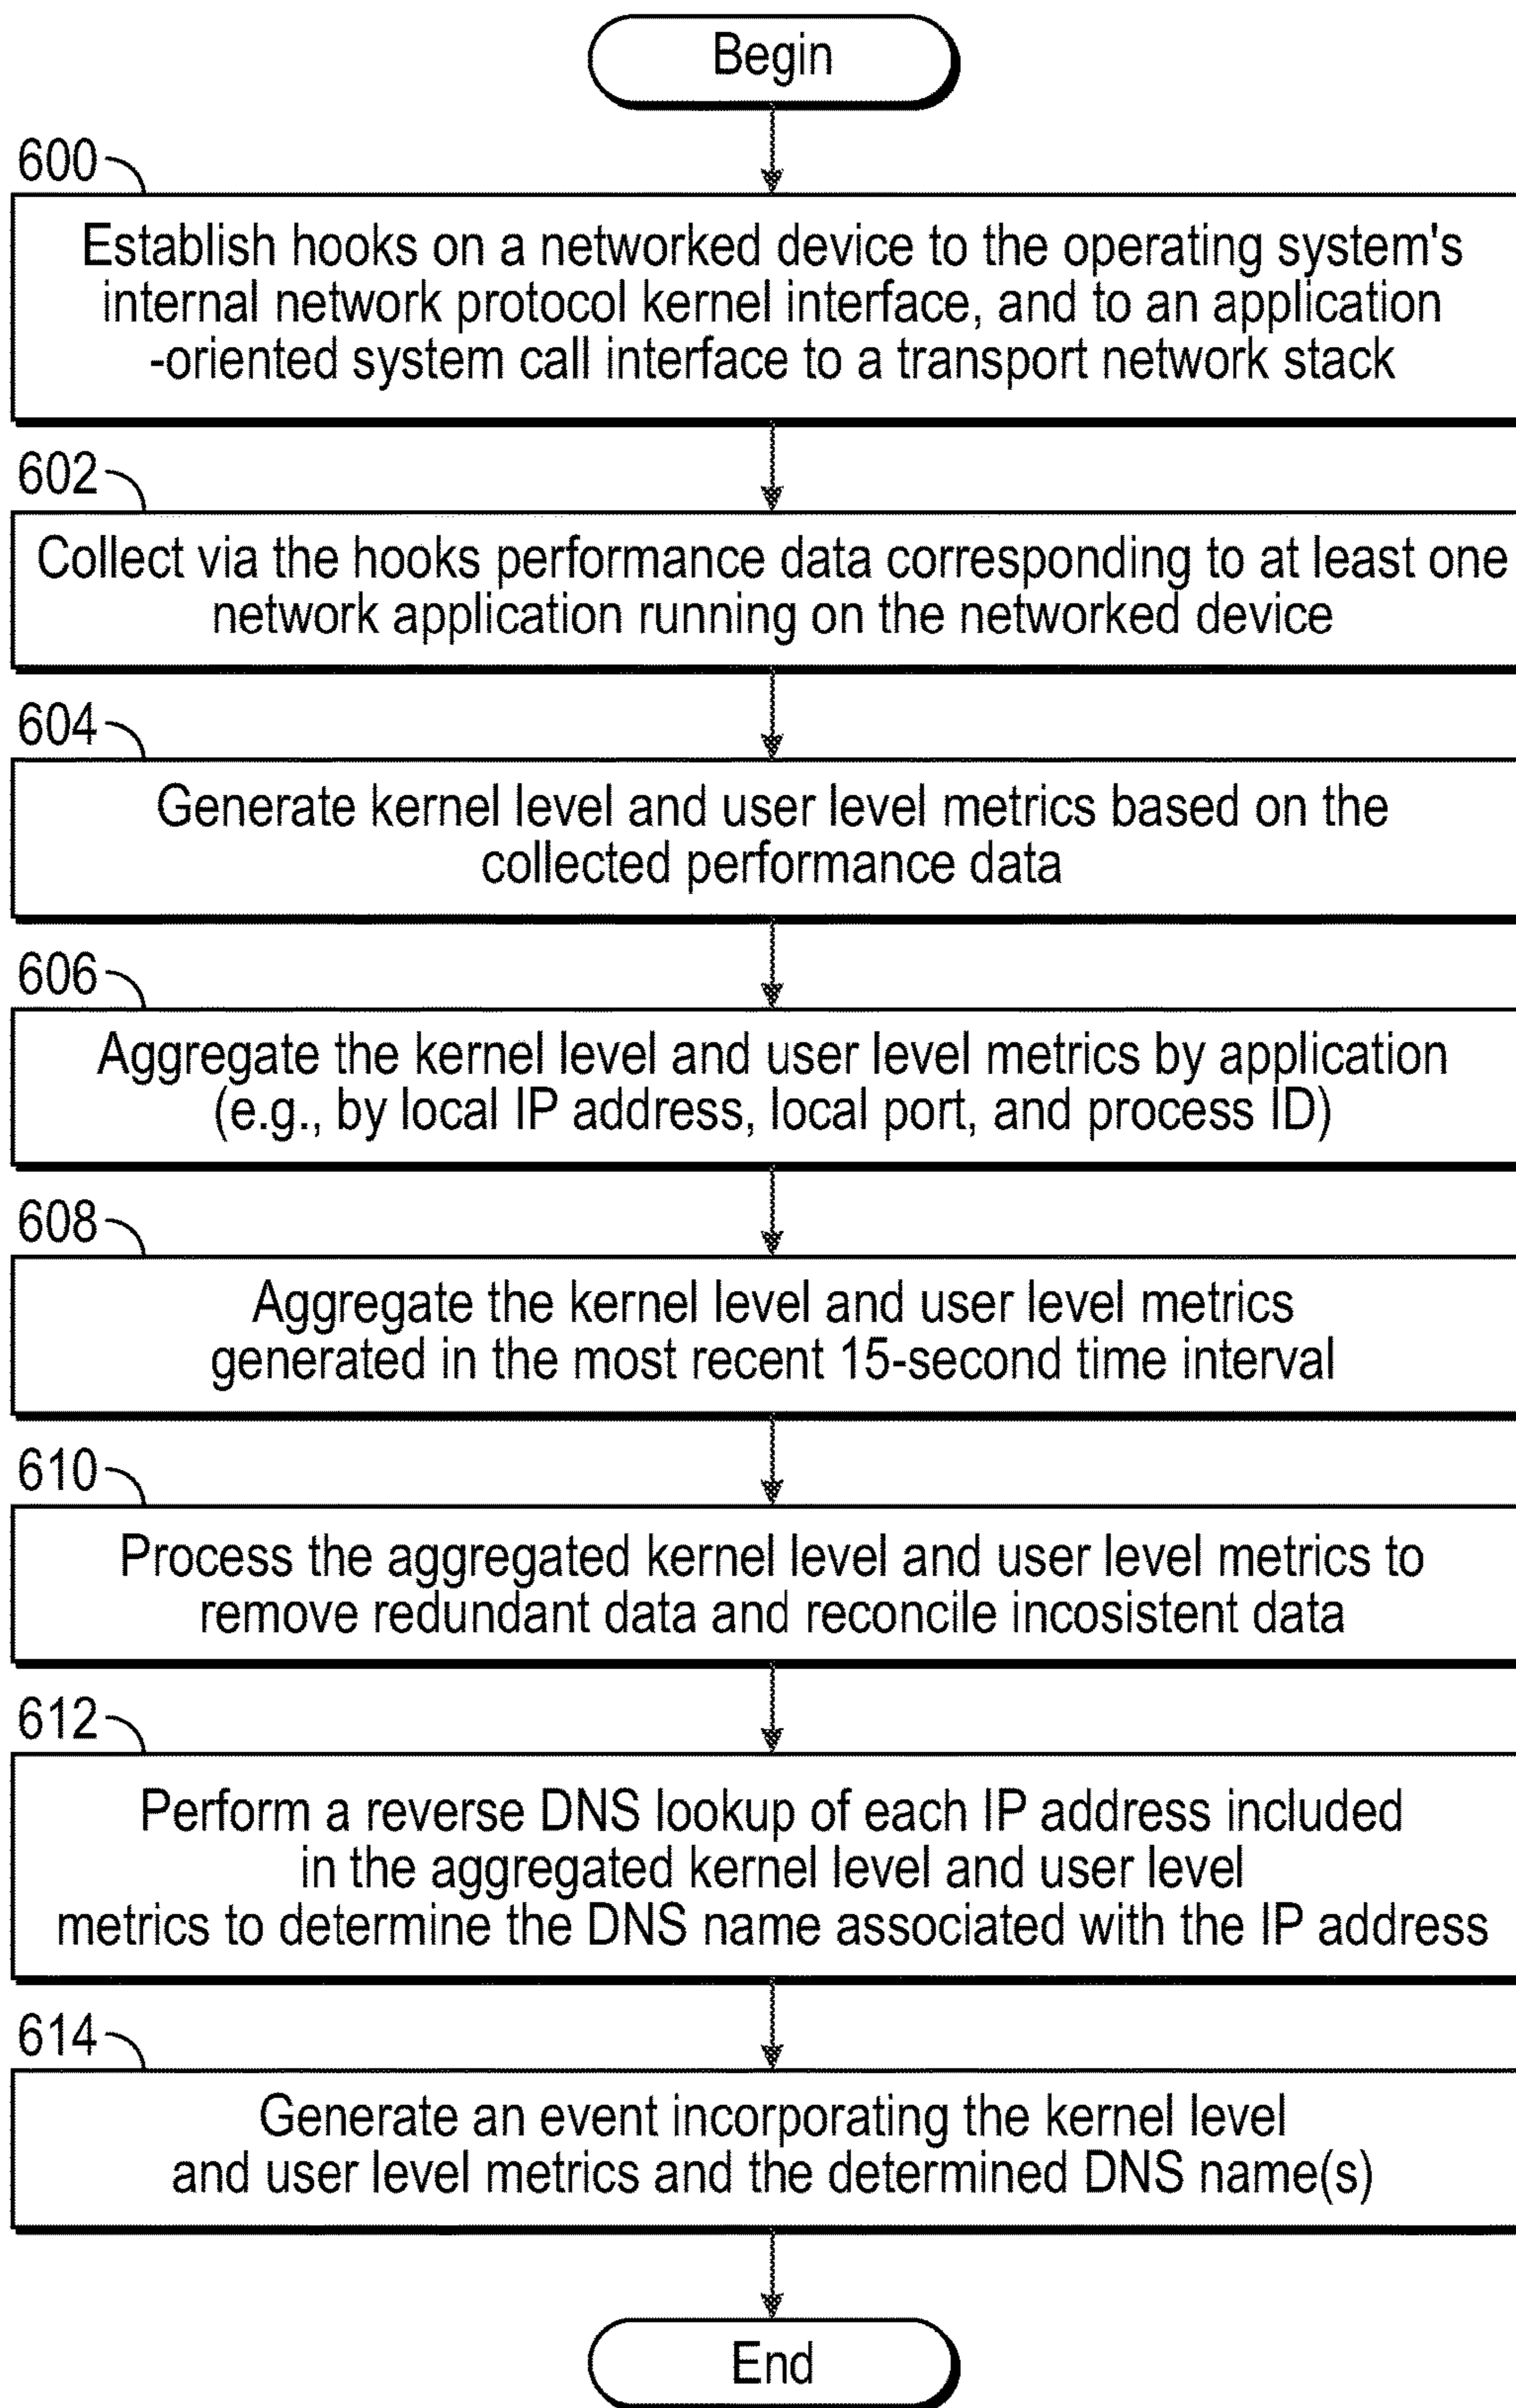 Begin
600
Establish hooks on a networked device to the operating system's
internal network protocol kernel interface, and to an application
-oriented system call interface to a transport network stack
602
Collect via the hooks performance data corresponding to at least one
network application running on the networked device
604
Generate kernel level and user level metrics based on the
collected performance data
606
Aggregate the kernel level and user level metrics by application
(e.g., by local IP address, local port, and process ID)
608
Aggregate the kernel level and user level metrics
generated in the most recent 15-second time interval
610
Process the aggregated kernel level and user level metrics to
remove redundant data and reconcile incosistent data
612
Perform a reverse DNS lookup of each IP address included
in the aggregated kernel level and user level
metrics to determine the DNS name associated with the IP address
614
Generate an event incorporating the kernel level
and user level metrics and the determined DNS name(s)
End